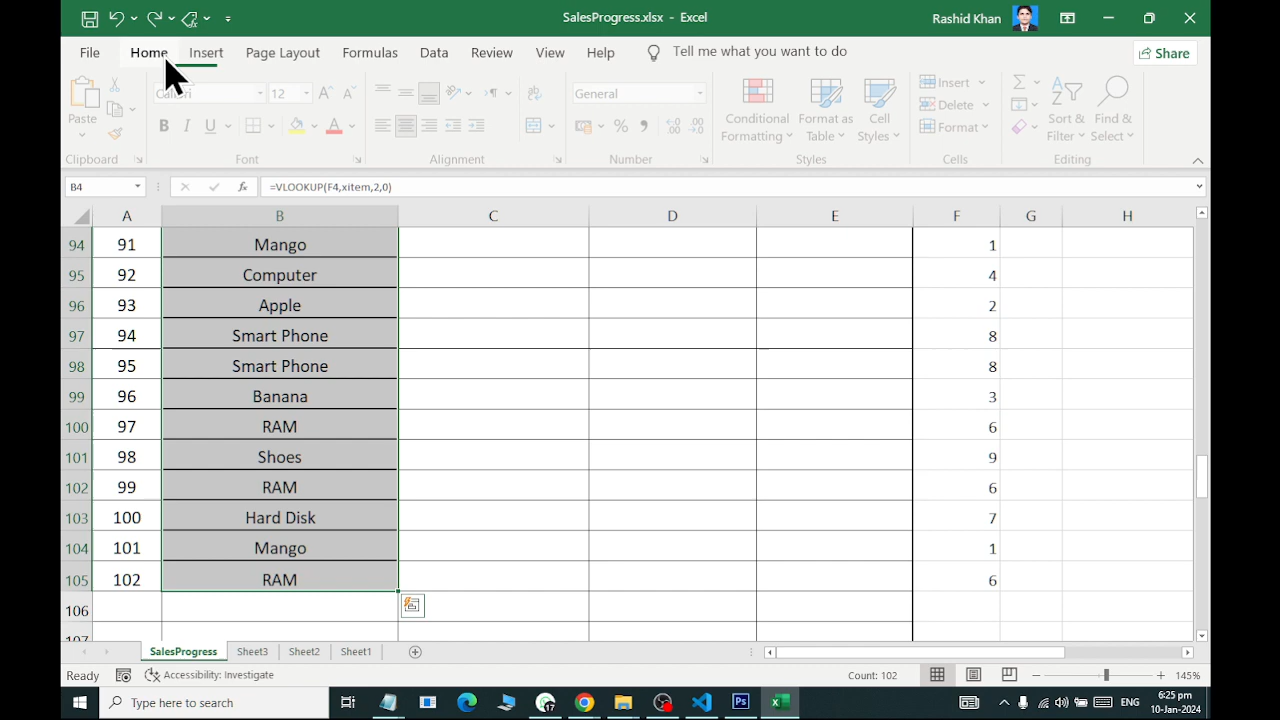 SalesProgress.xlsx - Excel
Rashid Khan
File Home Insert Page Layout Formulas Data Review View Help Tell me what you want to do Share
Paste Calibri 12 General Conditional Formatting Format as Table Cell Styles Insert Delete Format Sort & Filter Find & Select
Clipboard Font Alignment Number Styles Cells Editing
B4 fx =VLOOKUP(F4,xitem,2,0)
A B C D E F G H
94 91 Mango 1
95 92 Computer 4
96 93 Apple 2
97 94 Smart Phone 8
98 95 Smart Phone 8
99 96 Banana 3
100 97 RAM 6
101 98 Shoes 9
102 99 RAM 6
103 100 Hard Disk 7
104 101 Mango 1
105 102 RAM 6
106
107
SalesProgress Sheet3 Sheet2 Sheet1
Ready Accessibility: Investigate Count: 102 145%
Type here to search 17 Ps ENG 6:25 pm
10-Jan-2024